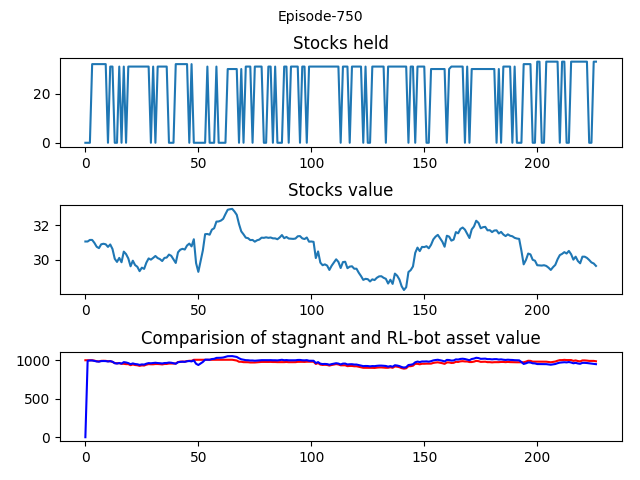 Episode-750
Stocks held
20
0
0 50 100 150 200
Stocks value
32
30
0 50 100 150 200
Comparision of stagnant and RL-bot asset value
1000
500
0
0 50 100 150 200